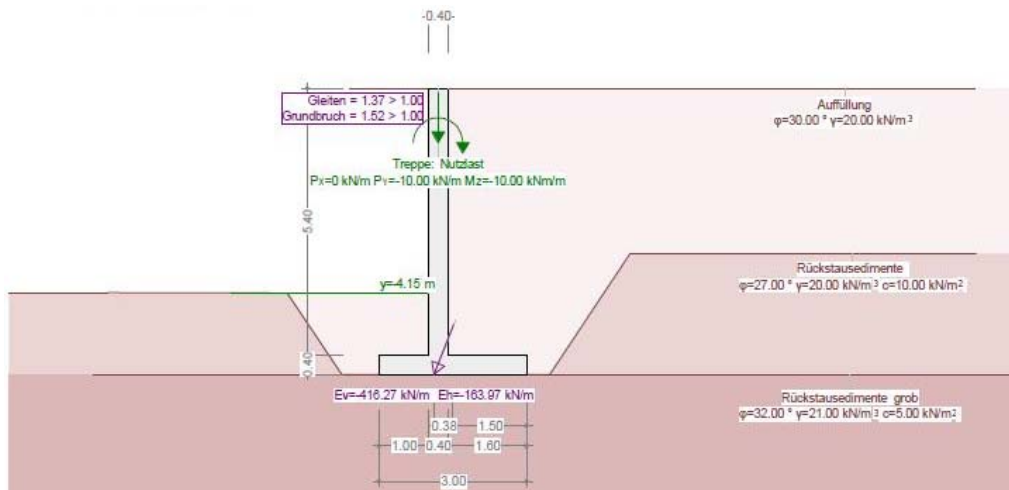 -0.40-
Gleiten = 1.37 > 1.00
Grundbruch = 1.52 > 1.00
Auffüllung
φ=30.00 ° γ=20.00 kN/m³
Treppe: Nutzlast
Px=0 kN/m Py=-10.00 kN/m Mz=-10.00 kNm/m
5.40
Rückstausedimente
φ=27.00 ° γ=20.00 kN/m³ c=10.00 kN/m²
y=-4.15 m
0.40
Ev=-416.27 kN/m Eh=-163.97 kN/m
Rückstausedimente grob
φ=32.00 ° γ=21.00 kN/m³ c=5.00 kN/m²
0.38 1.50
1.00 0.40 1.60
3.00